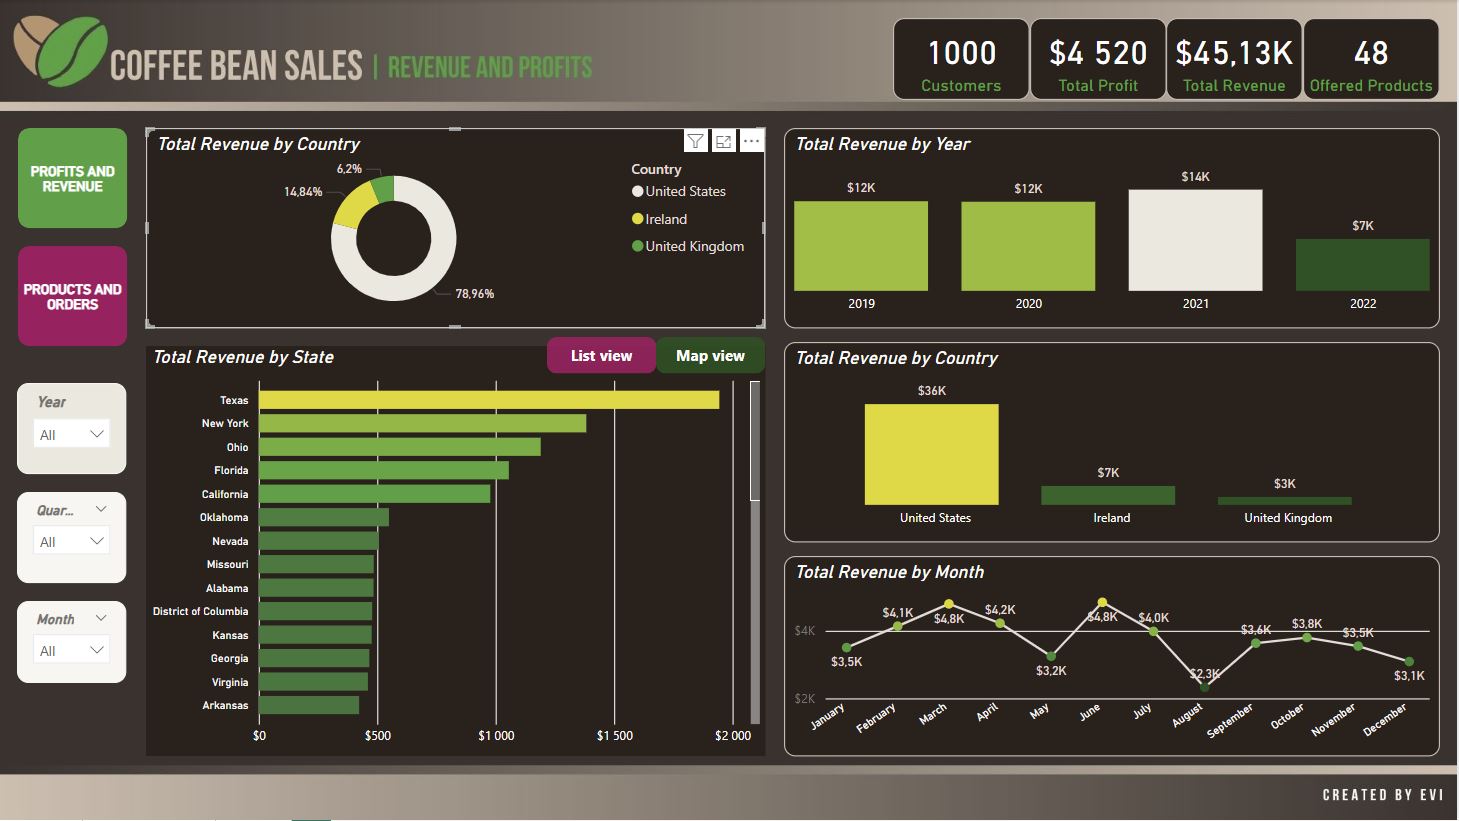 COFFEE BEAN SALES | REVENUE AND PROFITS
1000
Customers
$4 520
Total Profit
$45,13K
Total Revenue
48
Offered Products
PROFITS AND
REVENUE
PRODUCTS AND
ORDERS
Year
All
Quar...
All
Month
All
Total Revenue by Country
6,2%
14,84%
78,96%
Country
United States
Ireland
United Kingdom
Total Revenue by State
List view
Map view
Texas
New York
Ohio
Florida
California
Oklahoma
Nevada
Missouri
Alabama
District of Columbia
Kansas
Georgia
Virginia
Arkansas
$0 $500 $1 000 $1 500 $2 000
Total Revenue by Year
$12K $12K $14K $7K
2019 2020 2021 2022
Total Revenue by Country
$36K $7K $3K
United States Ireland United Kingdom
Total Revenue by Month
$4K
$2K
$3,5K $4,1K $4,8K $4,2K $3,2K $4,8K $4,0K $2,3K $3,6K $3,8K $3,5K $3,1K
January February March April May June July August September October November December
CREATED BY EVI